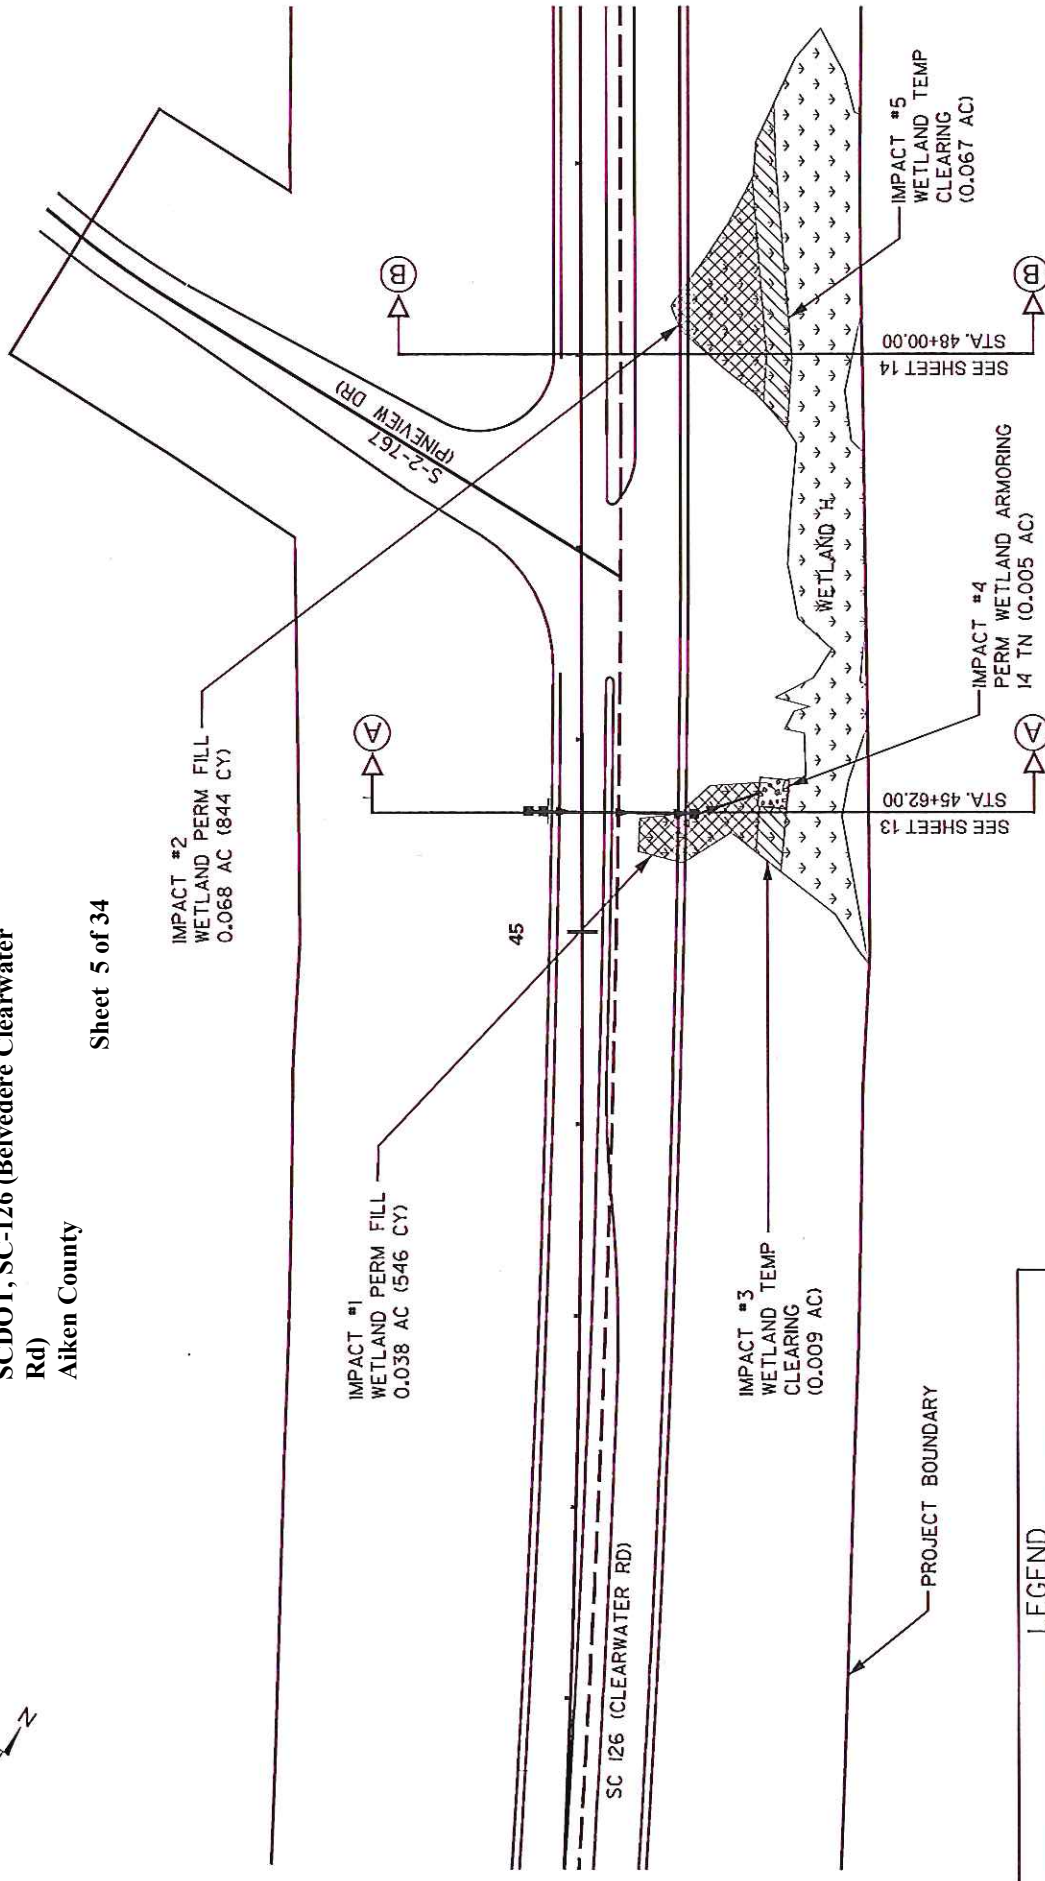 SCDOT, SC-126 (Belvedere Clearwater
Rd)
Aiken County
Sheet 5 of 34
N
IMPACT #2
WETLAND PERM FILL
0.068 AC (844 CY)
IMPACT #1
WETLAND PERM FILL
0.038 AC (546 CY)
S-2-767
(PINEVIEW DR)
A
B
45
SC 126 (CLEARWATER RD)
WETLAND H
IMPACT #3
WETLAND TEMP
CLEARING
(0.009 AC)
IMPACT #4
PERM WETLAND ARMORING
14 TN (0.005 AC)
IMPACT #5
WETLAND TEMP
CLEARING
(0.067 AC)
SEE SHEET 13
STA. 45+62.00
A
SEE SHEET 14
STA. 48+00.00
B
PROJECT BOUNDARY
LEGEND